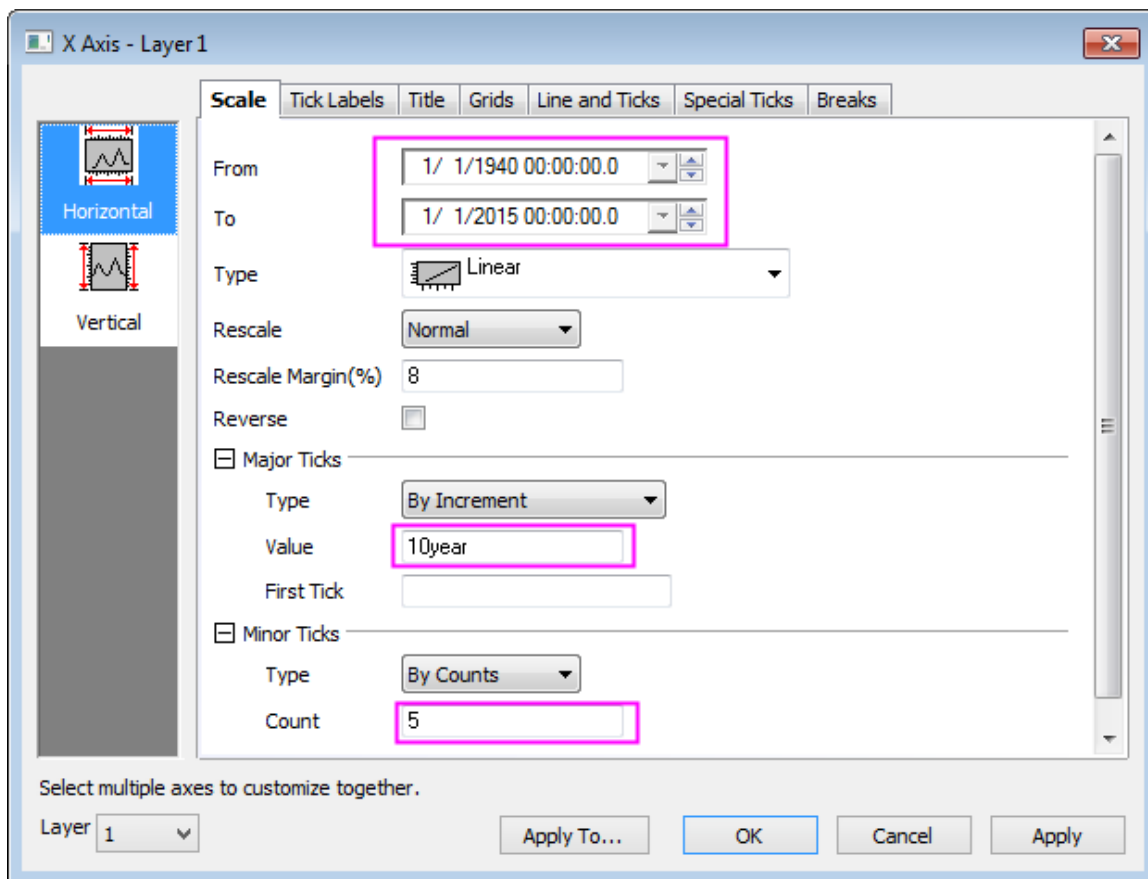 X Axis - Layer 1
Scale Tick Labels Title Grids Line and Ticks Special Ticks Breaks
Horizontal
Vertical
From 1/ 1/1940 00:00:00.0
To 1/ 1/2015 00:00:00.0
Type Linear
Rescale Normal
Rescale Margin(%) 8
Reverse
Major Ticks
Type By Increment
Value 10year
First Tick
Minor Ticks
Type By Counts
Count 5
Select multiple axes to customize together.
Layer 1 Apply To... OK Cancel Apply